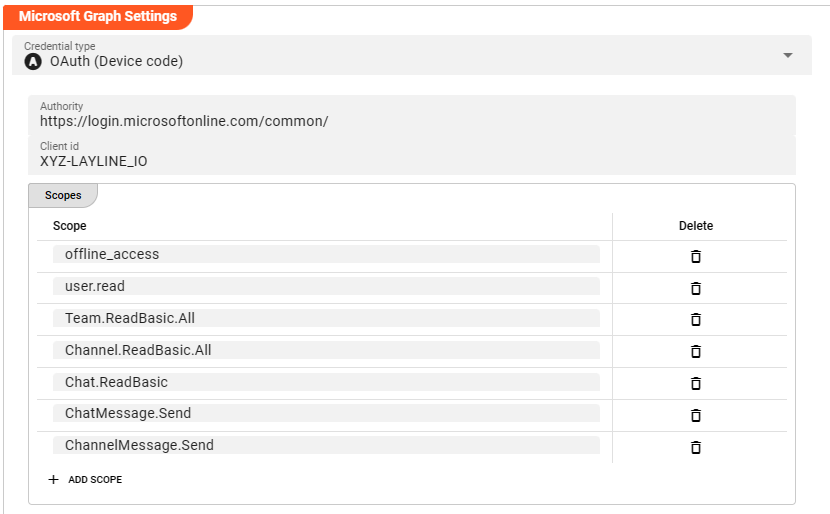 Microsoft Graph Settings
Credential type
A OAuth (Device code)
Authority
https://login.microsoftonline.com/common/
Client id
XYZ-LAYLINE_IO
Scopes
Scope Delete
offline_access
user.read
Team.ReadBasic.All
Channel.ReadBasic.All
Chat.ReadBasic
ChatMessage.Send
ChannelMessage.Send
+ ADD SCOPE